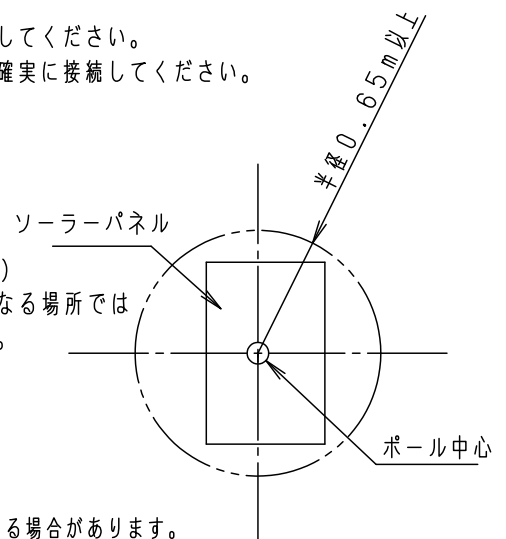 してください。
確実に接続してください。
半径0.65m以上
ソーラーパネル
)
なる場所では
。
ポール中心
る場合があります。